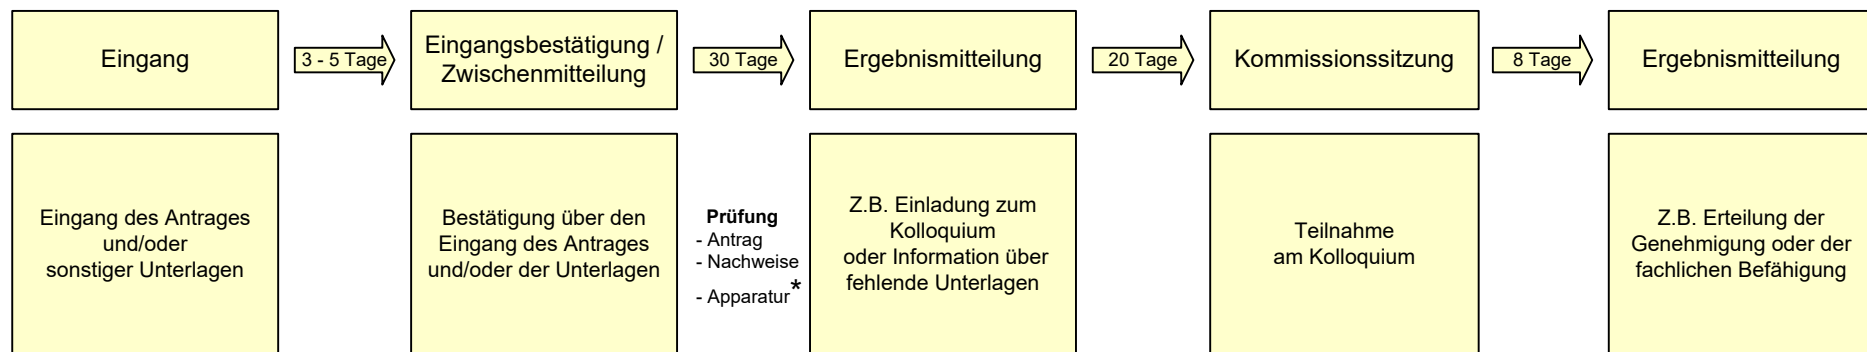 Eingang
3 - 5 Tage
Eingangsbestätigung /
Zwischenmitteilung
30 Tage
Ergebnismitteilung
20 Tage
Kommissionssitzung
8 Tage
Ergebnismitteilung
Eingang des Antrages
und/oder
sonstiger Unterlagen
Bestätigung über den
Eingang des Antrages
und/oder der Unterlagen
Prüfung
- Antrag
- Nachweise
- Apparatur*
Z.B. Einladung zum
Kolloquium
oder Information über
fehlende Unterlagen
Teilnahme
am Kolloquium
Z.B. Erteilung der
Genehmigung oder der
fachlichen Befähigung